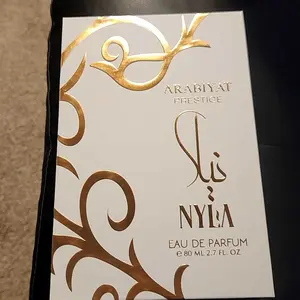 ARABIYAT
PRESTIGE
نيلا
NYLA
EAU DE PARFUM
℮ 80 ML 2.7 FL. OZ